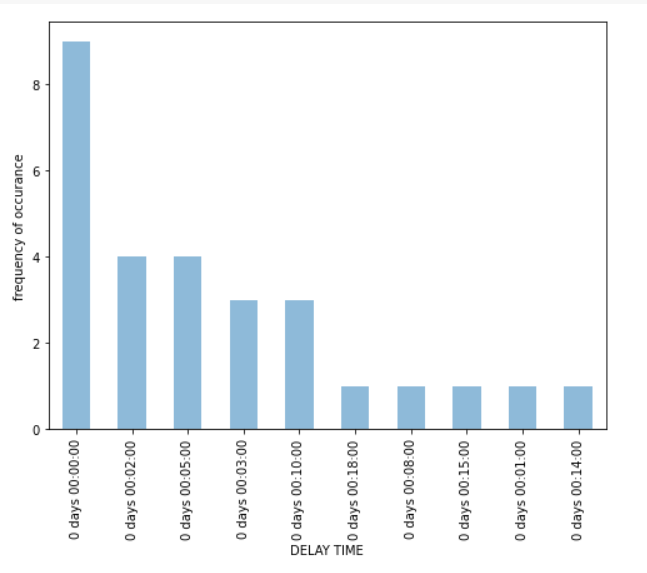 frequency of occurance
8
6
4
2
0
0 days 00:00:00
0 days 00:02:00
0 days 00:05:00
0 days 00:03:00
0 days 00:10:00
0 days 00:18:00
0 days 00:08:00
0 days 00:15:00
0 days 00:01:00
0 days 00:14:00
DELAY TIME